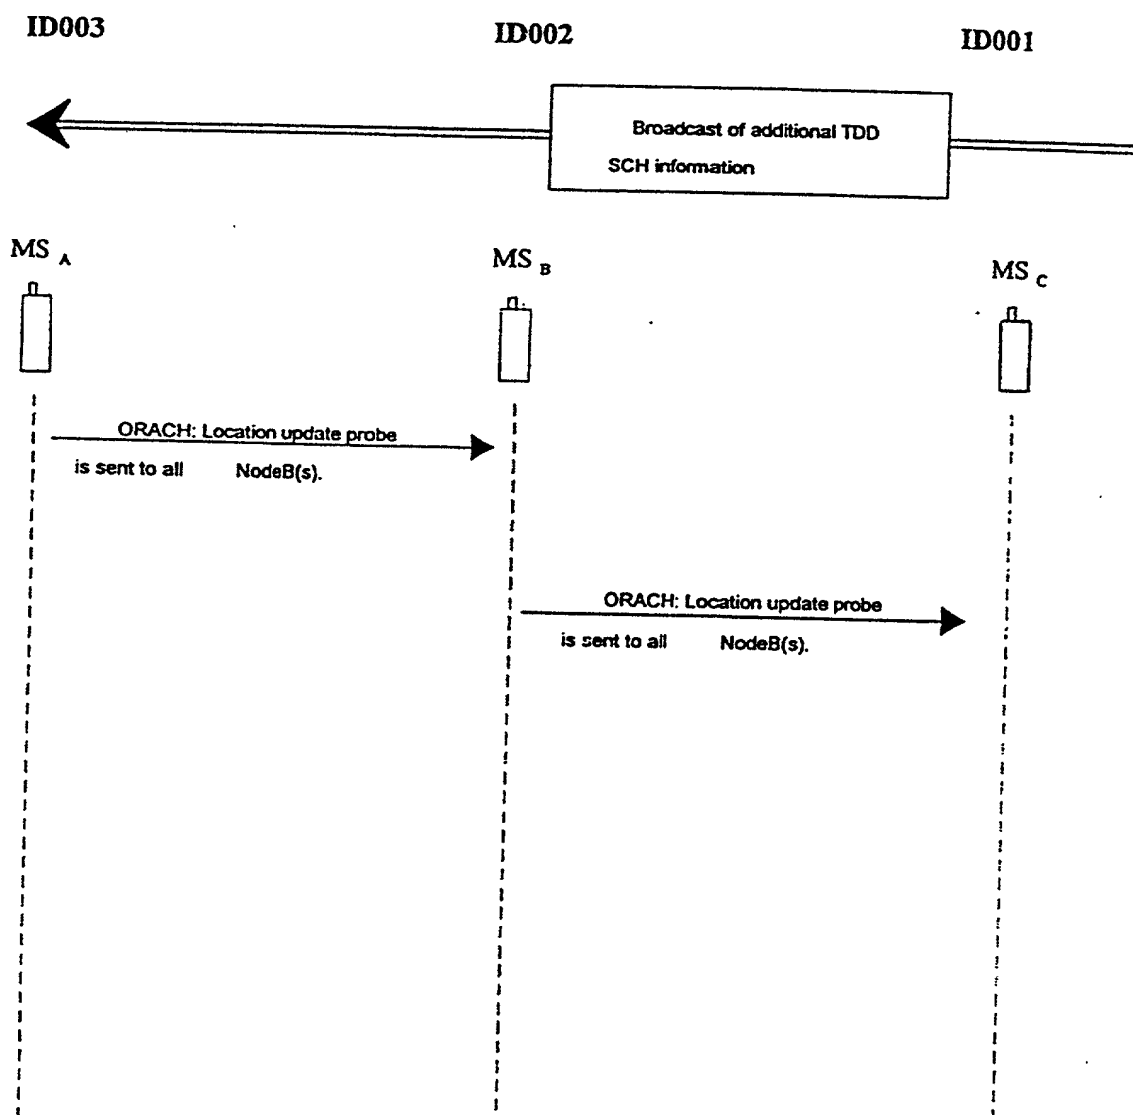 ID003
ID002
ID001
Broadcast of additional TDD
SCH information
MS A
MS B
MS C
ORACH: Location update probe
is sent to all NodeB(s).
ORACH: Location update probe
is sent to all NodeB(s).